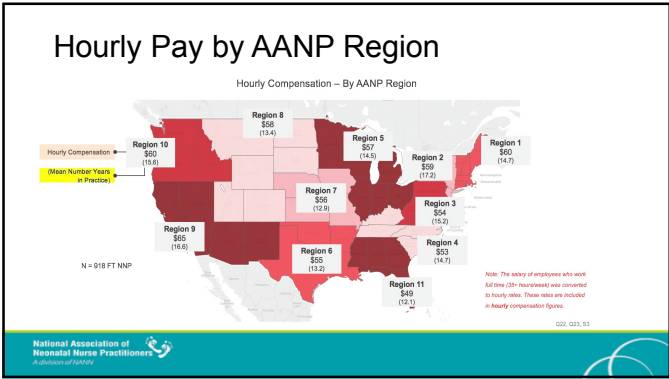 Hourly Pay by AANP Region
Hourly Compensation – By AANP Region
Region 8
$58
(13.4)
Region 5
$57
(14.5)
Region 1
$60
(14.7)
Region 10
$60
(15.6)
Hourly Compensation
(Mean Number Years
in Practice)
Region 2
$59
(17.2)
Region 7
$56
(12.9)
Region 3
$54
(15.2)
Region 9
$65
(16.6)
Region 4
$53
(14.7)
Region 6
$55
(13.2)
Region 11
$49
(12.1)
N = 918 FT NNP
Note: The salary of employees who work
full time (35+ hours/week) was converted
to hourly rates. These rates are included
in hourly compensation figures.
Q22, Q23, S3
National Association of
Neonatal Nurse Practitioners
A division of NANN